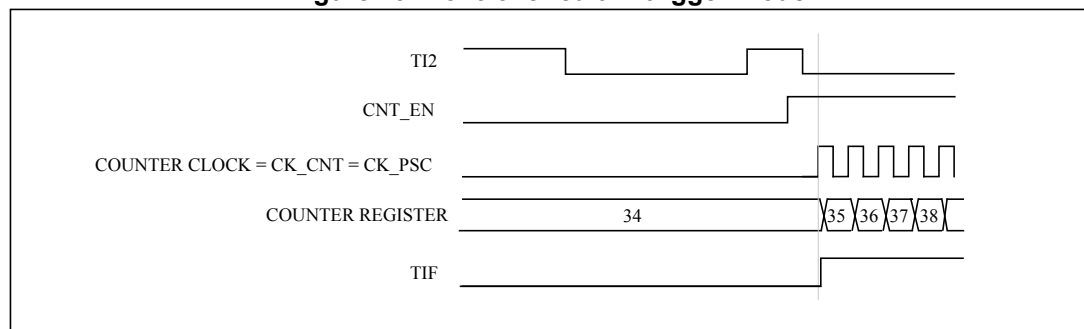 TI2
CNT_EN
COUNTER CLOCK = CK_CNT = CK_PSC
COUNTER REGISTER 34 35 36 37 38
TIF